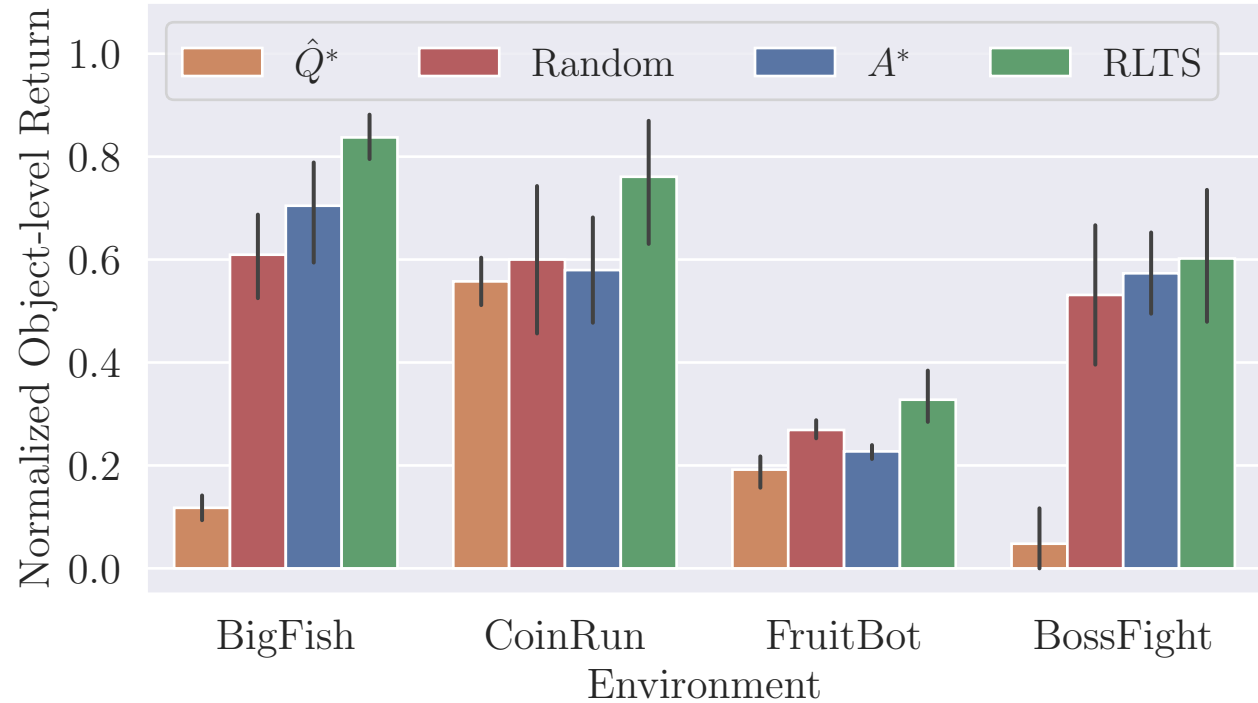 Normalized Object-level Return
1.0
0.8
0.6
0.4
0.2
0.0
Q̂* Random A* RLTS
BigFish CoinRun FruitBot BossFight
Environment